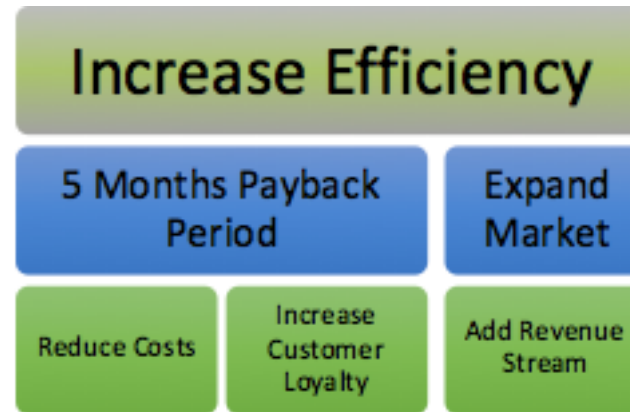 Increase Efficiency
5 Months Payback
Period
Expand
Market
Reduce Costs
Increase
Customer
Loyalty
Add Revenue
Stream